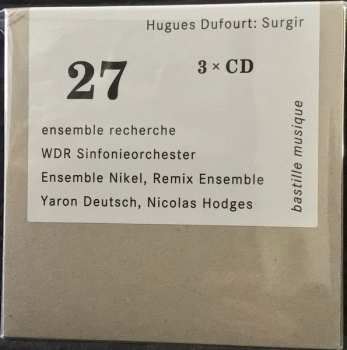 Hugues Dufourt: Surgir
27
3 × CD
ensemble recherche
WDR Sinfonieorchester
Ensemble Nikel, Remix Ensemble
Yaron Deutsch, Nicolas Hodges
bastille musique